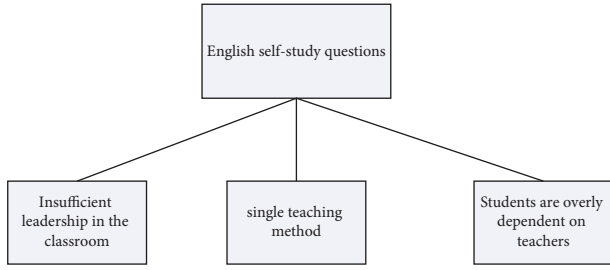 English self-study questions
Insufficient
leadership in the
classroom
single teaching
method
Students are overly
dependent on
teachers